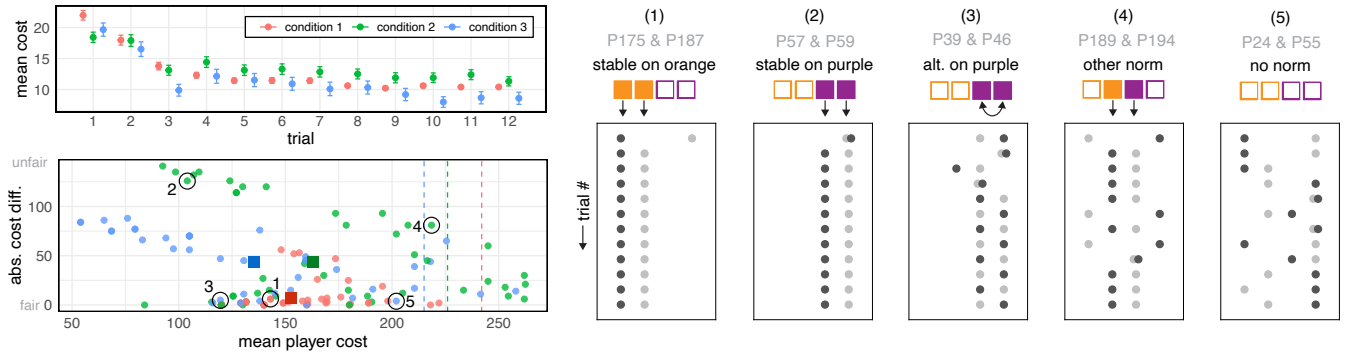 mean cost
20
15
10
condition 1
condition 2
condition 3
1 2 3 4 5 6 7 8 9 10 11 12
trial
abs. cost diff.
unfair
100
50
fair 0
2
4
3
1
5
50 100 150 200 250
mean player cost
(1)
P175 & P187
stable on orange
(2)
P57 & P59
stable on purple
(3)
P39 & P46
alt. on purple
(4)
P189 & P194
other norm
(5)
P24 & P55
no norm
trial #